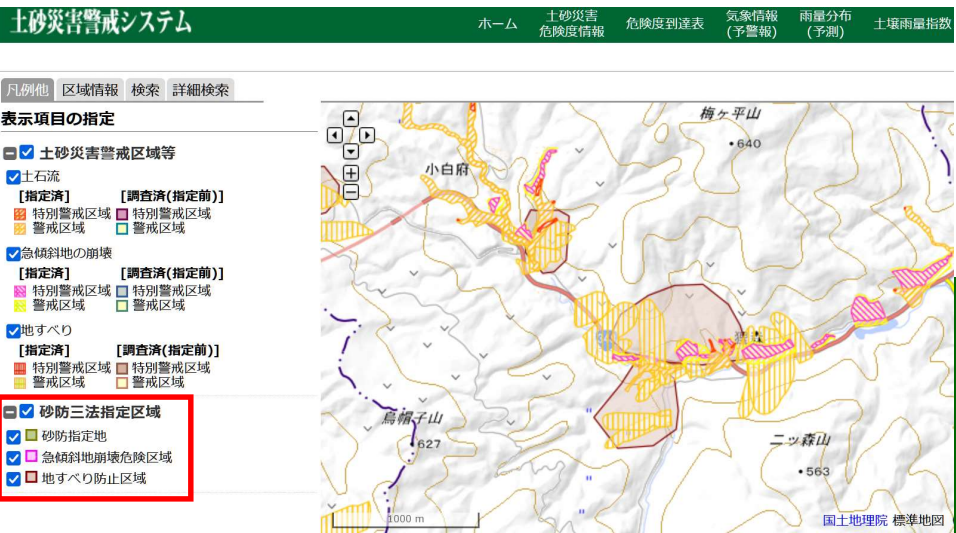 土砂災害警戒システム
ホーム
土砂災害
危険度情報
危険度到達表
気象情報
(予警報)
雨量分布
(予測)
土壌雨量指数
凡例他 区域情報 検索 詳細検索
表示項目の指定
土砂災害警戒区域等
土石流
[指定済] [調査済(指定前)]
特別警戒区域 特別警戒区域
警戒区域 警戒区域
急傾斜地の崩壊
[指定済] [調査済(指定前)]
特別警戒区域 特別警戒区域
警戒区域 警戒区域
地すべり
[指定済] [調査済(指定前)]
特別警戒区域 特別警戒区域
警戒区域 警戒区域
砂防三法指定区域
砂防指定地
急傾斜地崩壊危険区域
地すべり防止区域
梅ヶ平山
640
小白府
烏帽子山
627
二ッ森山
563
1000 m
国土地理院 標準地図